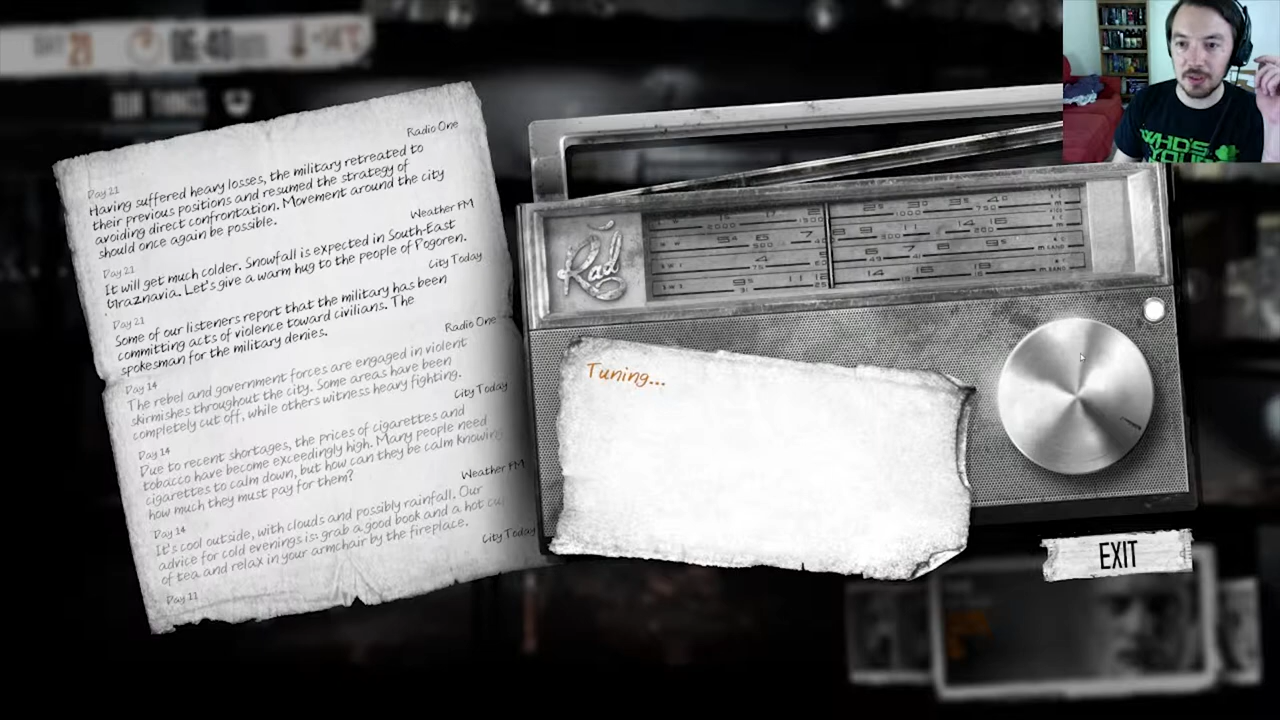 DAY 21
06:40
OUR THINGS
Radio One
Day 21
Having suffered heavy losses, the military retreated to
their previous positions and resumed the strategy of
avoiding direct confrontation. Movement around the city
should once again be possible.
Weather FM
Day 21
It will get much colder. Snowfall is expected in South-East
Graznavia. Let's give a warm hug to the people of Pogoren.
City Today
Day 21
Some of our listeners report that the military has been
committing acts of violence toward civilians. The
spokesman for the military denies.
Radio One
Day 14
The rebel and government forces are engaged in violent
skirmishes throughout the city. Some areas have been
completely cut off, while others witness heavy fighting.
City Today
Day 14
Due to recent shortages, the prices of cigarettes and
tobacco have become exceedingly high. Many people need
cigarettes to calm down, but how can they be calm knowing
how much they must pay for them?
Weather FM
Day 14
It's cool outside, with clouds and possibly rainfall. Our
advice for cold evenings is: grab a good book and a hot cu
of tea and relax in your armchair by the fireplace.
City Today
Day 11
Rad
Tuning...
EXIT
WHO'S
YOUR